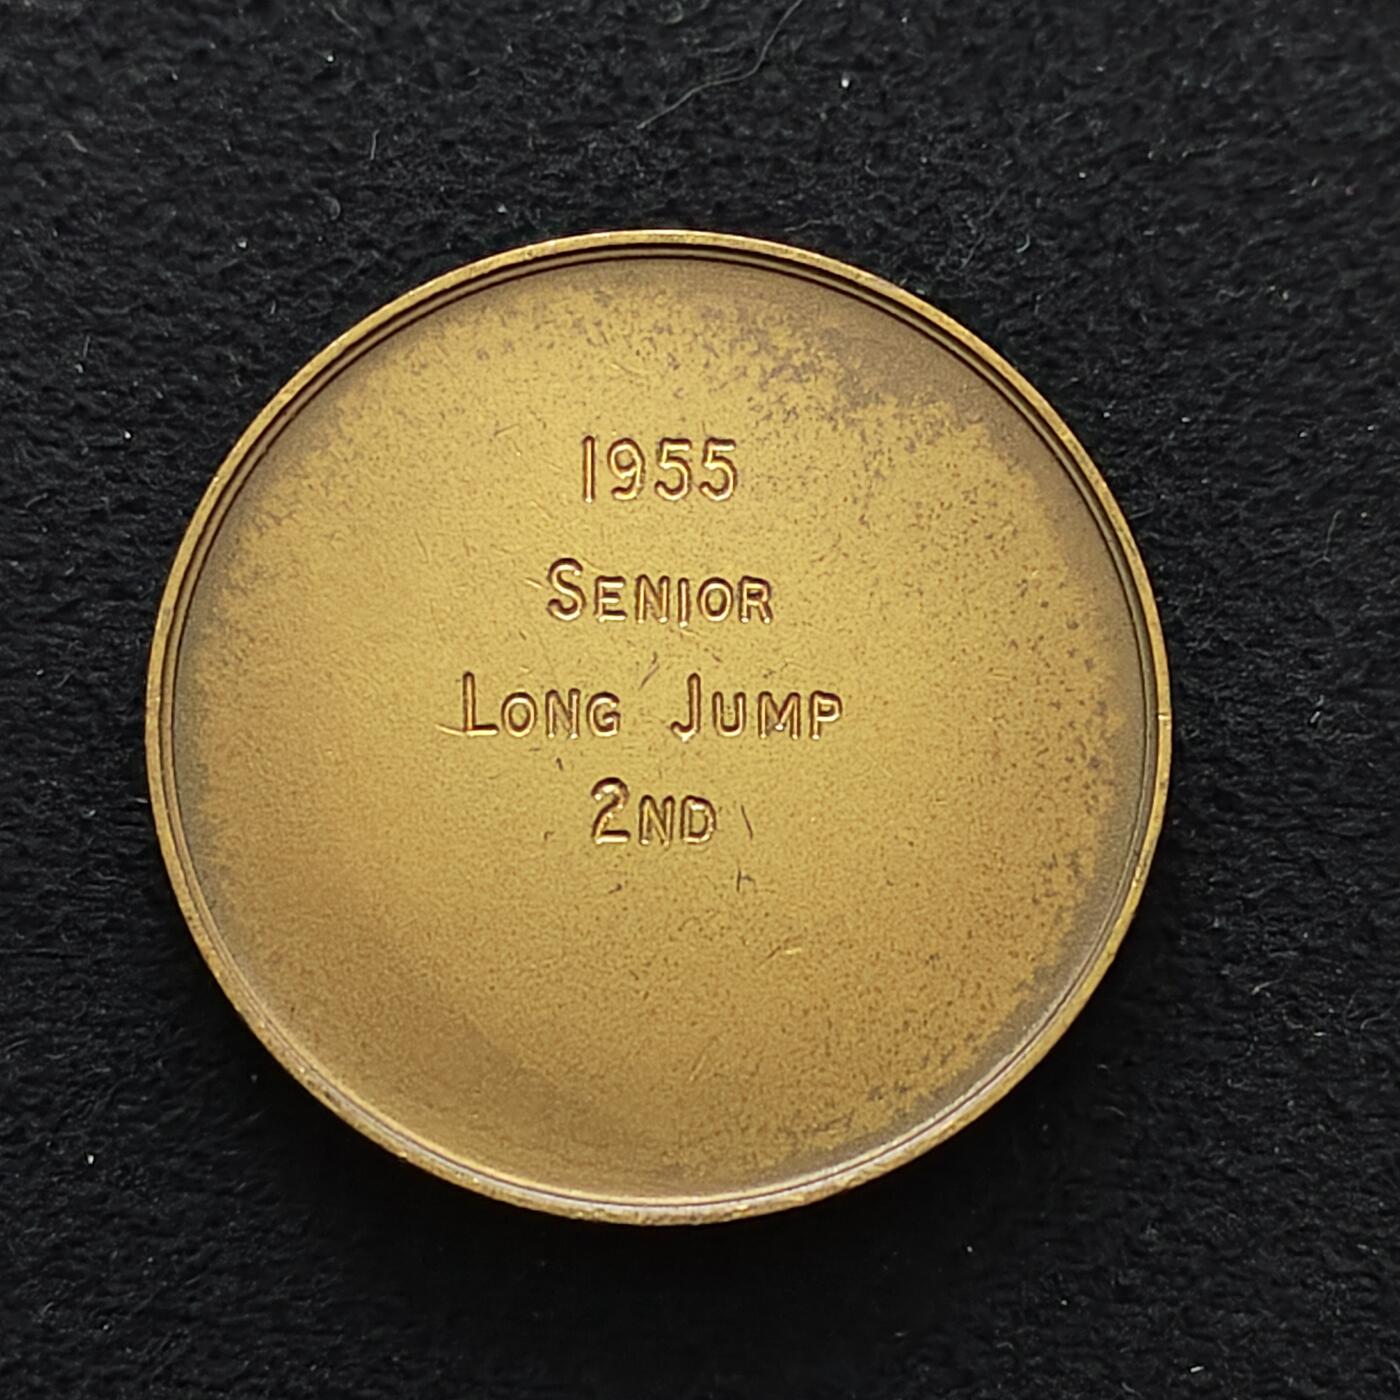 1955
SENIOR
LONG JUMP
2ND